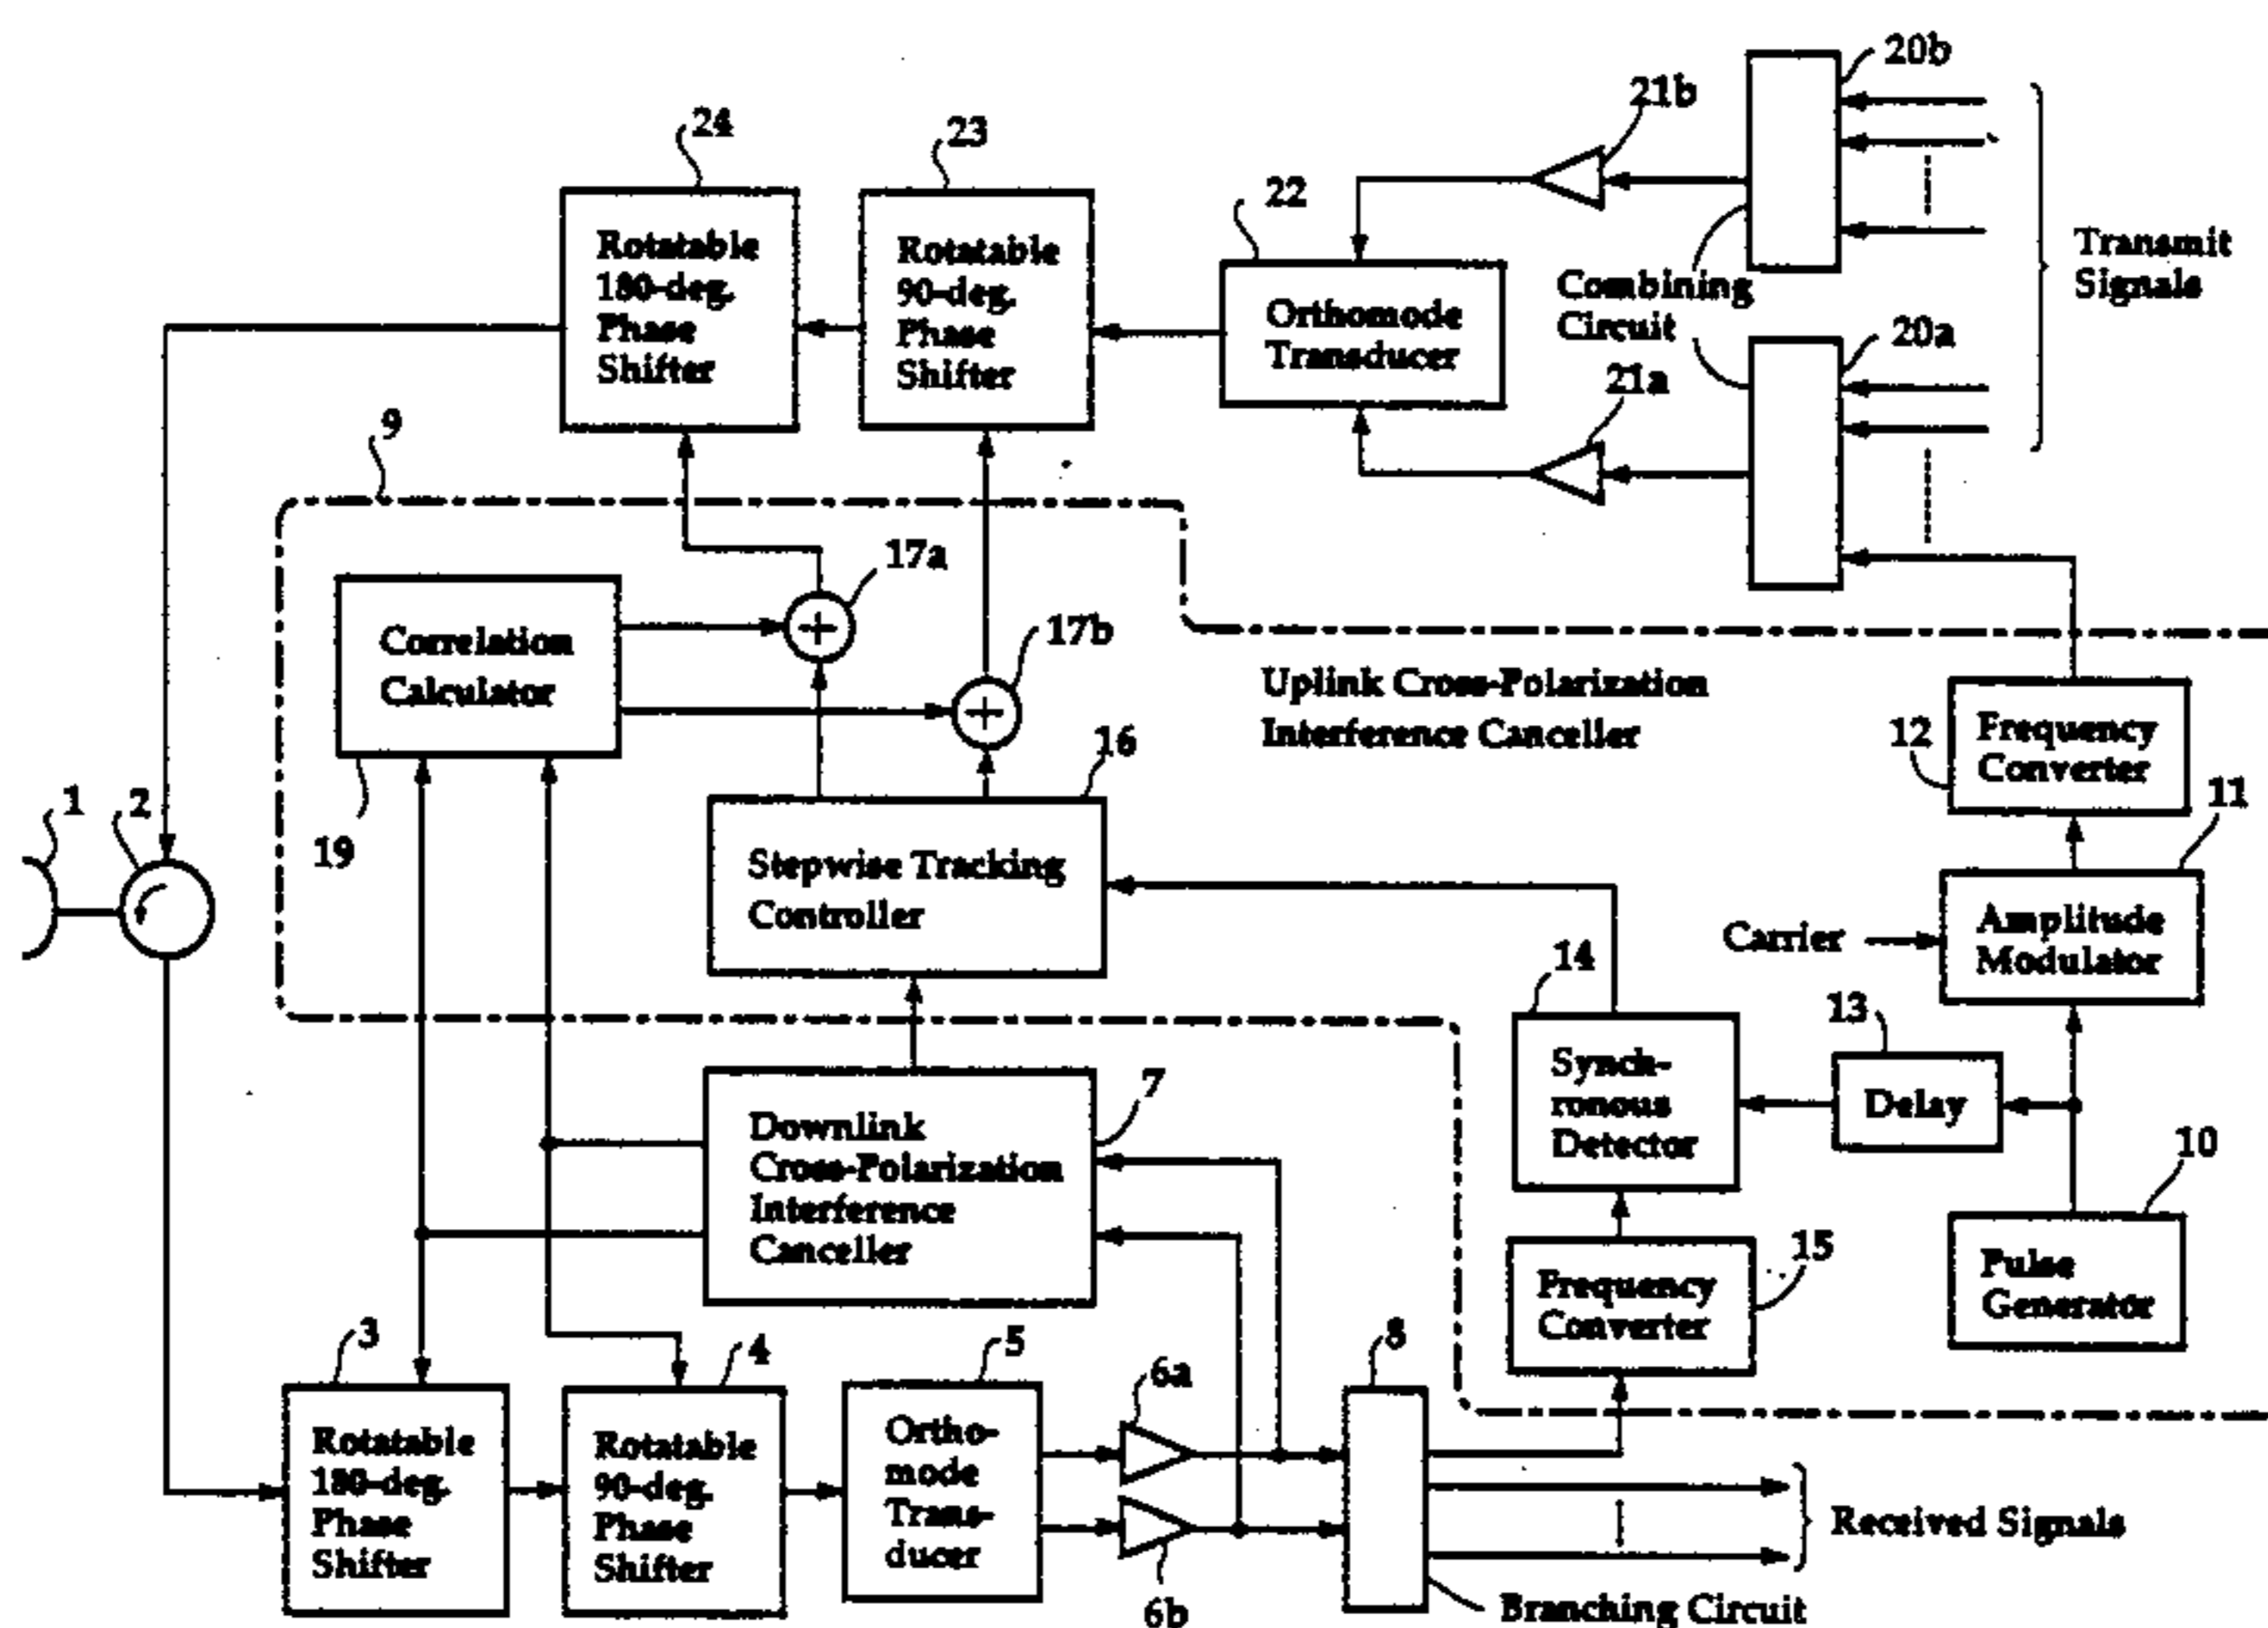 20b
21b
24
23
22
Rotatable
180-deg.
Phase
Shifter
Rotatable
90-deg.
Phase
Shifter
Orthomode
Transducer
Combining
Circuit
Transmit
Signals
20a
21a
9
17a
17b
Correlation
Calculator
Uplink Cross-Polarization
Interference Canceller
16
12
Frequency
Converter
11
1
2
19
Stepwise Tracking
Controller
14
Carrier
Amplitude
Modulator
13
7
Synch-
ronous
Detector
Delay
10
Downlink
Cross-Polarization
Interference
Canceller
15
Frequency
Converter
Pulse
Generator
3
4
5
6a
8
Rotatable
180-deg.
Phase
Shifter
Rotatable
90-deg.
Phase
Shifter
Ortho-
mode
Trans-
ducer
6b
Received Signals
Branching Circuit